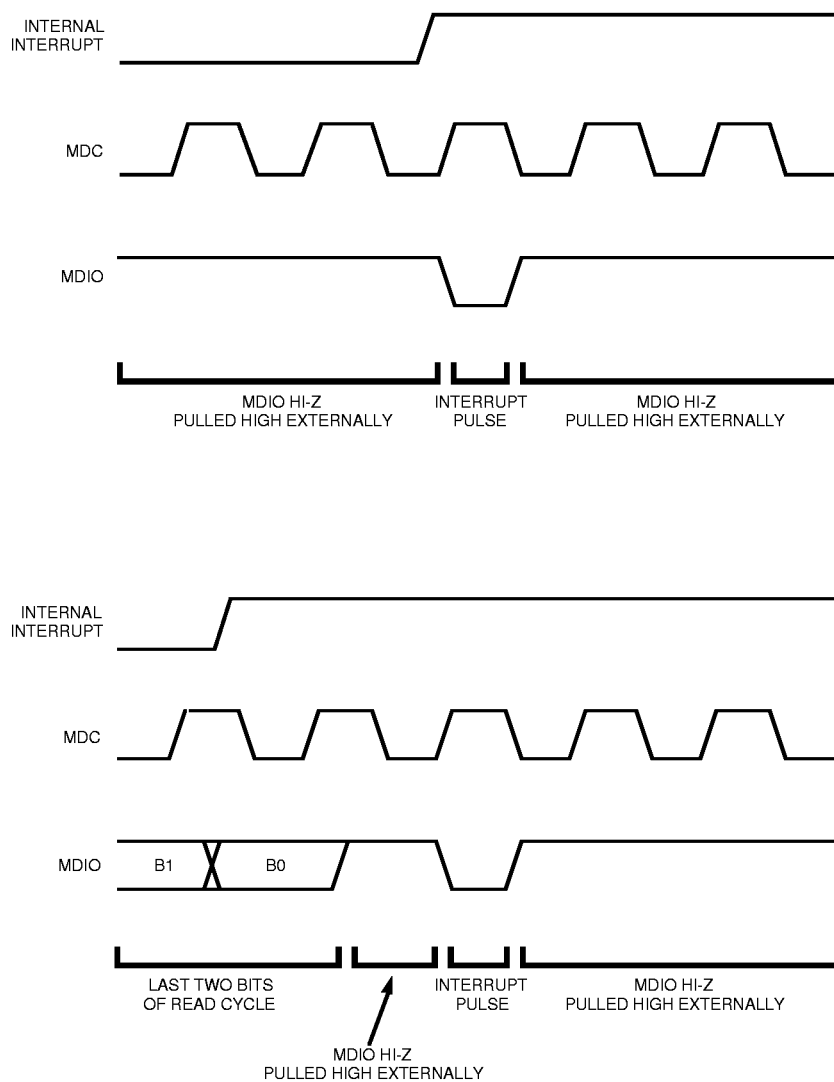 INTERNAL
INTERRUPT
MDC
MDIO
MDIO HI-Z
PULLED HIGH EXTERNALLY
INTERRUPT
PULSE
MDIO HI-Z
PULLED HIGH EXTERNALLY
INTERNAL
INTERRUPT
MDC
MDIO
B1
B0
LAST TWO BITS
OF READ CYCLE
INTERRUPT
PULSE
MDIO HI-Z
PULLED HIGH EXTERNALLY
MDIO HI-Z
PULLED HIGH EXTERNALLY